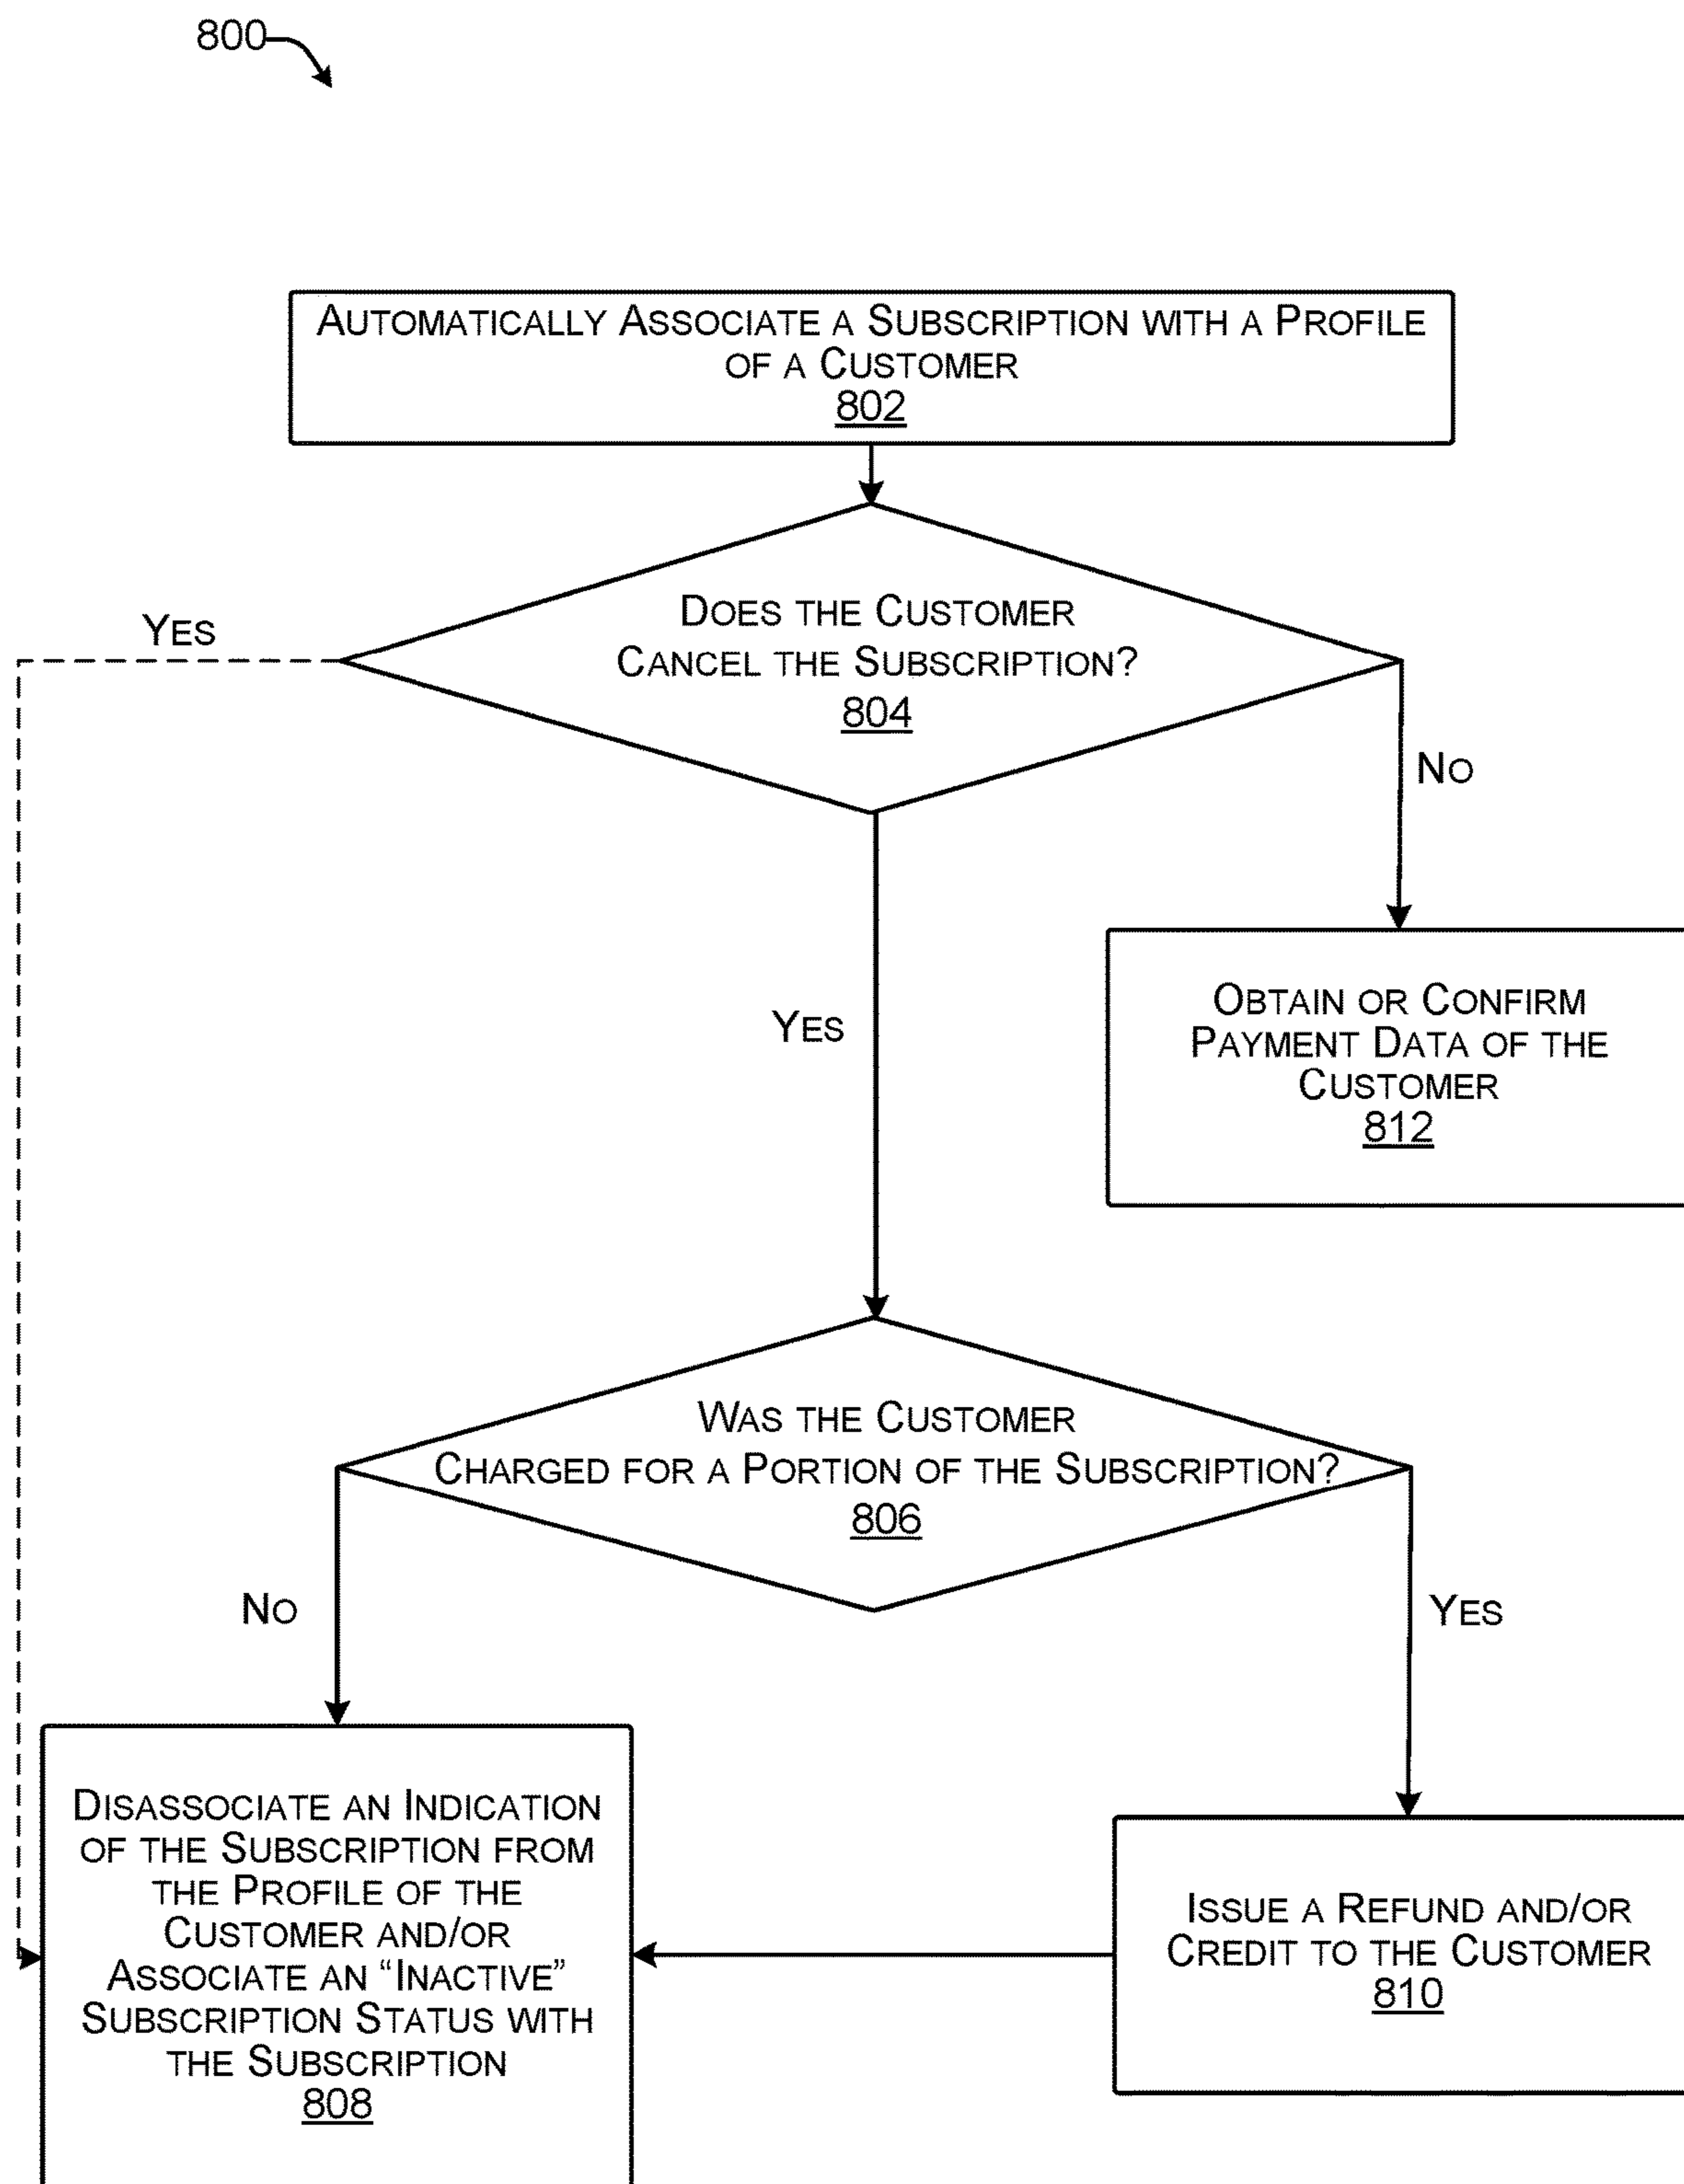 800
AUTOMATICALLY ASSOCIATE A SUBSCRIPTION WITH A PROFILE
OF A CUSTOMER
802
DOES THE CUSTOMER
CANCEL THE SUBSCRIPTION?
804
YES
NO
OBTAIN OR CONFIRM
PAYMENT DATA OF THE
CUSTOMER
812
YES
WAS THE CUSTOMER
CHARGED FOR A PORTION OF THE SUBSCRIPTION?
806
NO
YES
DISASSOCIATE AN INDICATION
OF THE SUBSCRIPTION FROM
THE PROFILE OF THE
CUSTOMER AND/OR
ASSOCIATE AN “INACTIVE”
SUBSCRIPTION STATUS WITH
THE SUBSCRIPTION
808
ISSUE A REFUND AND/OR
CREDIT TO THE CUSTOMER
810